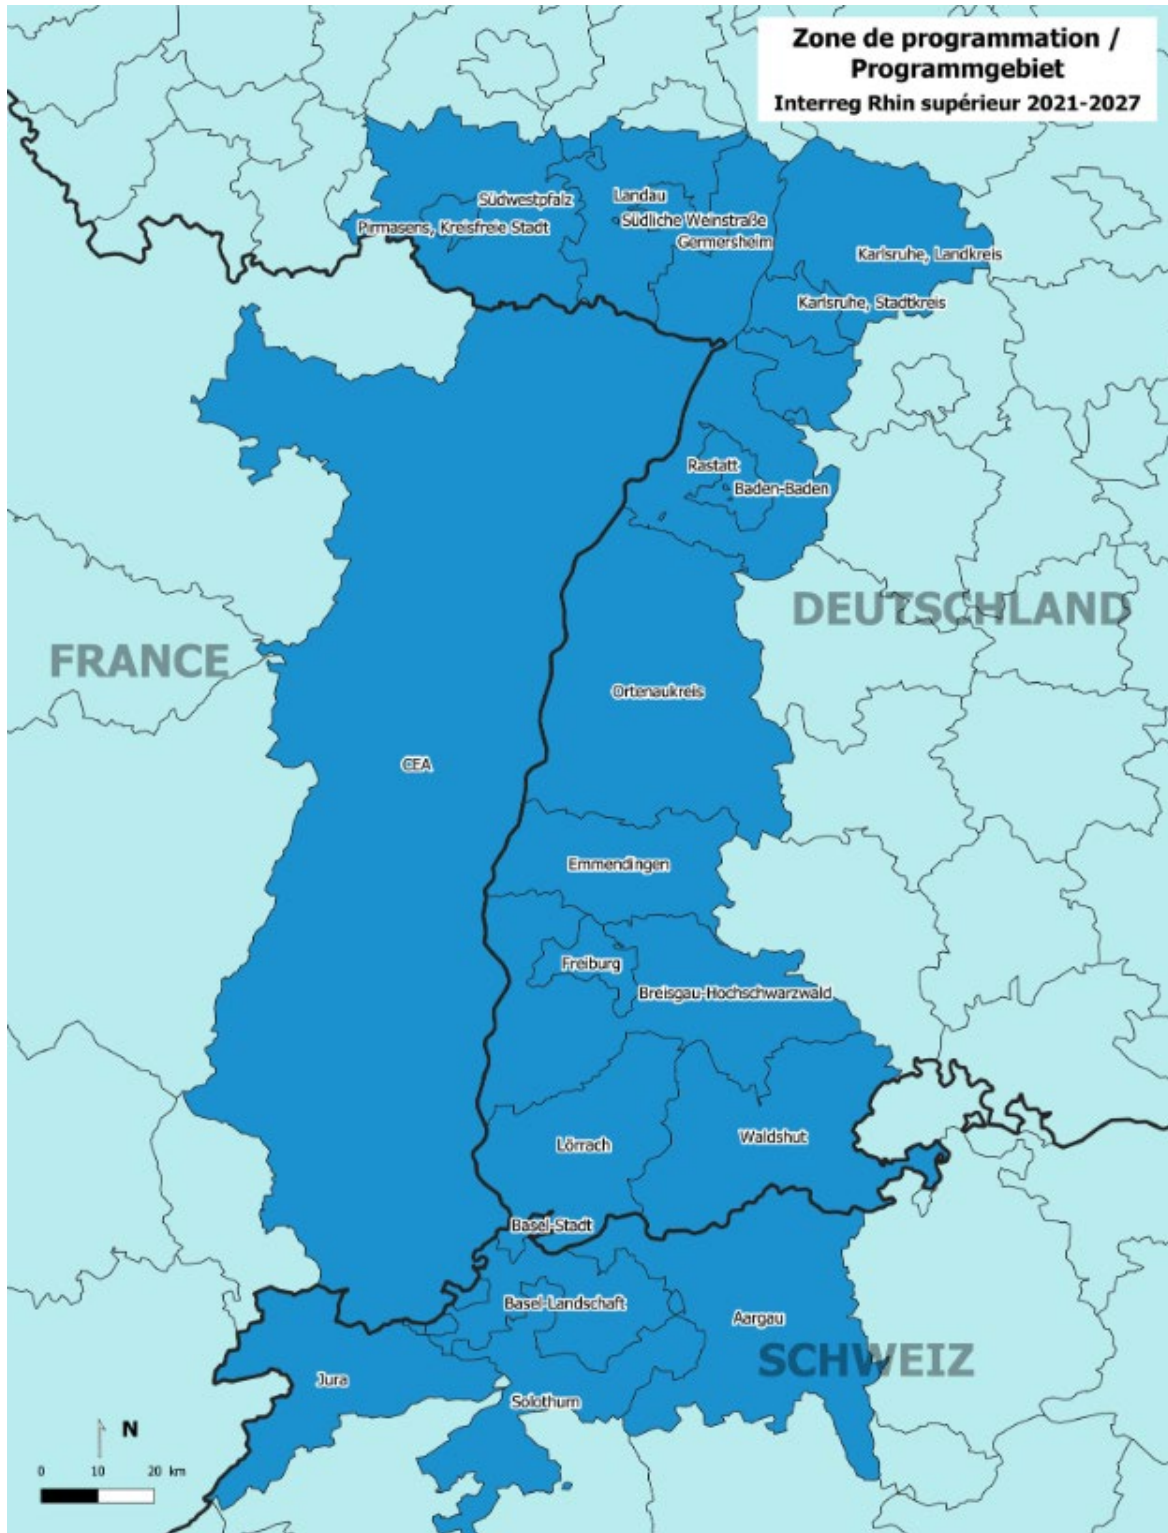 Zone de programmation /
Programmgebiet
Interreg Rhin supérieur 2021-2027
Südwestpfalz
Landau
Pirmasens, Kreisfreie Stadt
Südliche Weinstraße
Germersheim
Karlsruhe, Landkreis
Karlsruhe, Stadtkreis
Rastatt
Baden-Baden
DEUTSCHLAND
FRANCE
Ortenaukreis
CEA
Emmendingen
Freiburg
Breisgau-Hochschwarzwald
Waldshut
Lörrach
Basel-Stadt
Basel-Landschaft
Aargau
SCHWEIZ
Jura
Solothurn
N
0 10 20 km